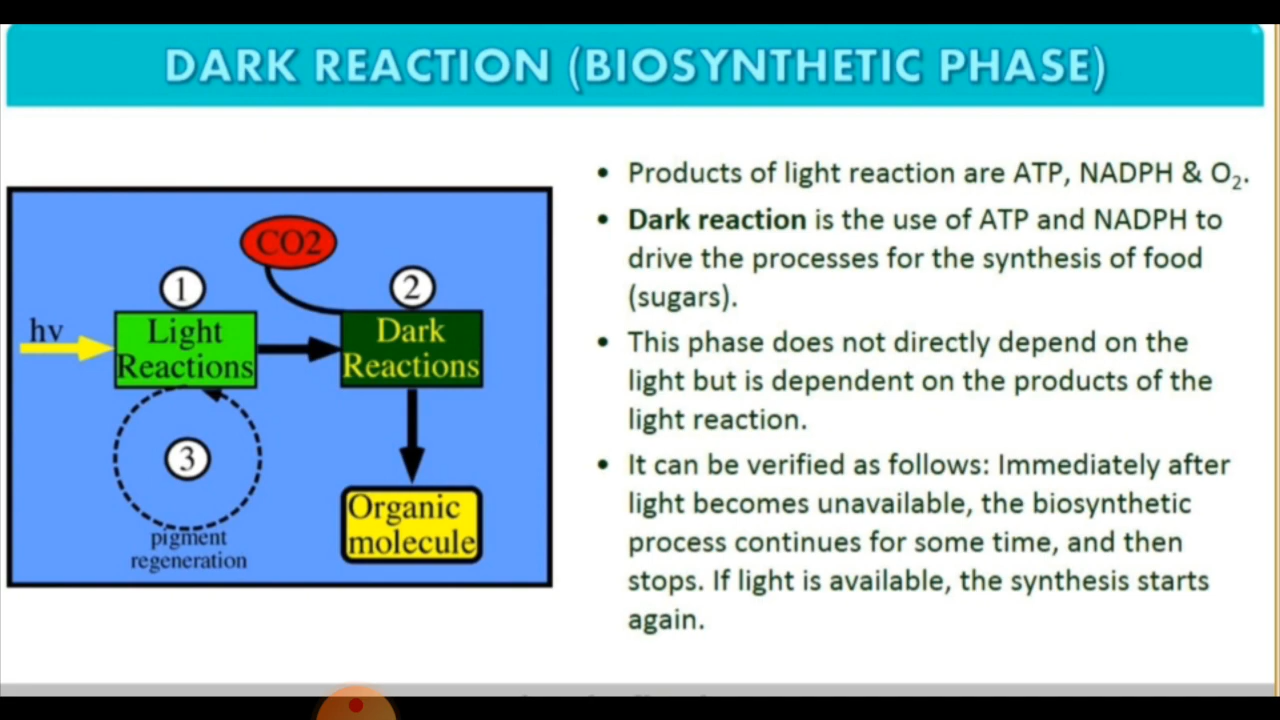 DARK REACTION (BIOSYNTHETIC PHASE)
CO2
1
2
hv
Light
Reactions
Dark
Reactions
3
pigment
regeneration
Organic
molecule
• Products of light reaction are ATP, NADPH & O₂.
• Dark reaction is the use of ATP and NADPH to
drive the processes for the synthesis of food
(sugars).
• This phase does not directly depend on the
light but is dependent on the products of the
light reaction.
• It can be verified as follows: Immediately after
light becomes unavailable, the biosynthetic
process continues for some time, and then
stops. If light is available, the synthesis starts
again.